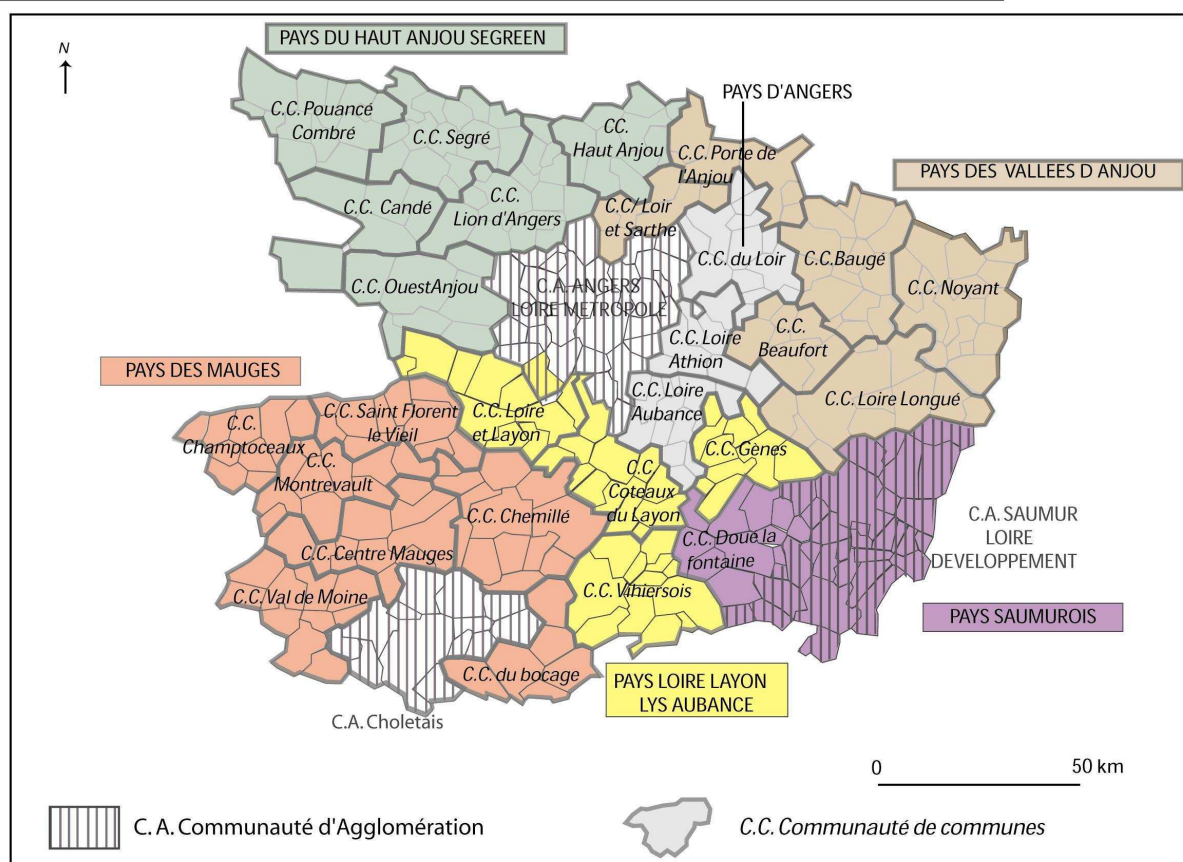 PAYS DU HAUT ANJOU SEGREEN
N
PAYS D'ANGERS
C.C. Pouancé
Combré
C.C. Segré
CC.
Haut Anjou
C.C. Porte de
l'Anjou
PAYS DES VALLEES D ANJOU
C.C. Candé
C.C.
Lion d'Angers
C.C/ Loir
et Sarthe
C.C. du Loir
C.C.Baugé
C.C. Noyant
C.C. OuestAnjou
C.A. ANGERS
LOIRE METROPOLE
C.C. Loire
Athion
C.C.
Beaufort
PAYS DES MAUGES
C.C. Loire
Aubance
C.C. Loire Longué
C.C. Saint Florent
le Vieil
C.C.
Champtoceaux
C.C. Loire
et Layon
C.C. Gènes
C.C.
Montrevault
C.C.
Coteaux
du Layon
C.C. Chemillé
C.A. SAUMUR
LOIRE
DEVELOPPEMENT
C.C. Doue la
fontaine
C.C. Centre Mauges
C.C. Val de Moine
C.C. Vihiersois
PAYS SAUMUROIS
C.C. du bocage
PAYS LOIRE LAYON
LYS AUBANCE
C.A. Choletais
0 50 km
C. A. Communauté d'Agglomération
C.C. Communauté de communes